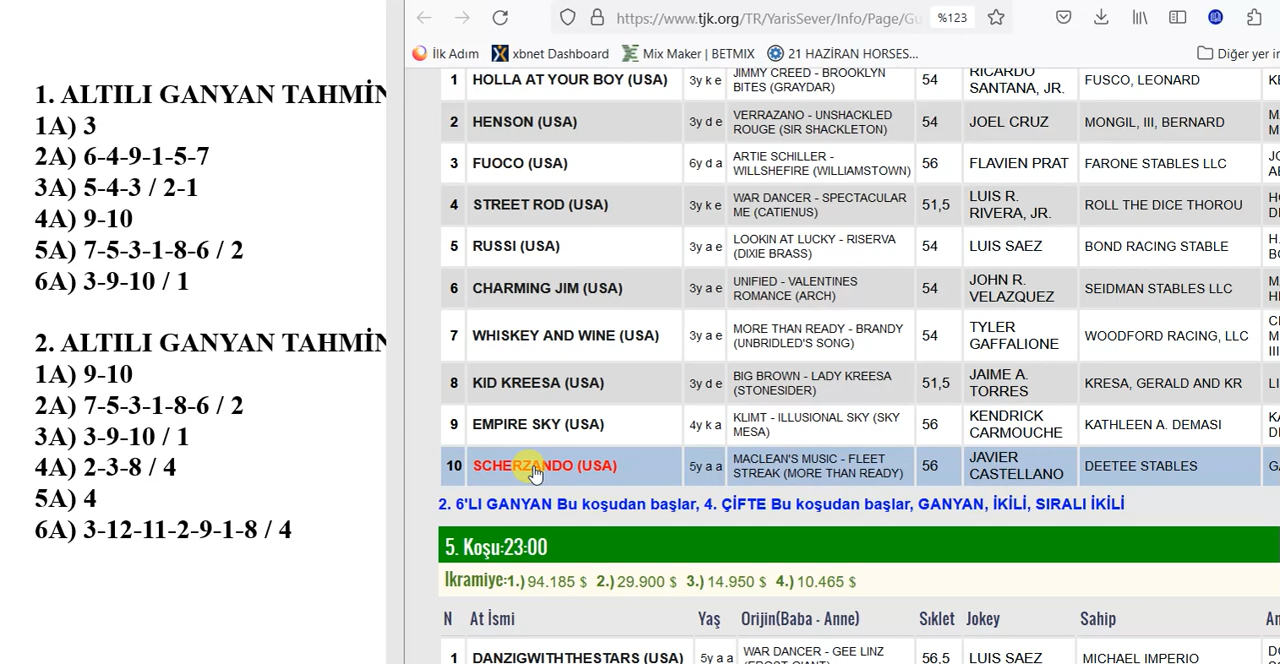 1. ALTILI GANYAN TAHMİN
1A) 3
2A) 6-4-9-1-5-7
3A) 5-4-3 / 2-1
4A) 9-10
5A) 7-5-3-1-8-6 / 2
6A) 3-9-10 / 1
2. ALTILI GANYAN TAHMİN
1A) 9-10
2A) 7-5-3-1-8-6 / 2
3A) 3-9-10 / 1
4A) 2-3-8 / 4
5A) 4
6A) 3-12-11-2-9-1-8 / 4
https://www.tjk.org/TR/YarisSever/Info/Page/Gu
%123
İlk Adım xbnet Dashboard Mix Maker | BETMIX 21 HAZİRAN HORSES... Diğer yer in
1 HOLLA AT YOUR BOY (USA) 3y k e JIMMY CREED - BROOKLYN BITES (GRAYDAR) 54 RICARDO SANTANA, JR. FUSCO, LEONARD
2 HENSON (USA) 3y d e VERRAZANO - UNSHACKLED ROUGE (SIR SHACKLETON) 54 JOEL CRUZ MONGIL, III, BERNARD
3 FUOCO (USA) 6y d a ARTIE SCHILLER - WILLSHEFIRE (WILLIAMSTOWN) 56 FLAVIEN PRAT FARONE STABLES LLC
4 STREET ROD (USA) 3y k e WAR DANCER - SPECTACULAR ME (CATIENUS) 51,5 LUIS R. RIVERA, JR. ROLL THE DICE THOROU
5 RUSSI (USA) 3y a e LOOKIN AT LUCKY - RISERVA (DIXIE BRASS) 54 LUIS SAEZ BOND RACING STABLE
6 CHARMING JIM (USA) 3y a e UNIFIED - VALENTINES ROMANCE (ARCH) 54 JOHN R. VELAZQUEZ SEIDMAN STABLES LLC
7 WHISKEY AND WINE (USA) 3y a e MORE THAN READY - BRANDY (UNBRIDLED'S SONG) 54 TYLER GAFFALIONE WOODFORD RACING, LLC
8 KID KREESA (USA) 3y d e BIG BROWN - LADY KREESA (STONESIDER) 51,5 JAIME A. TORRES KRESA, GERALD AND KR
9 EMPIRE SKY (USA) 4y k a KLIMT - ILLUSIONAL SKY (SKY MESA) 56 KENDRICK CARMOUCHE KATHLEEN A. DEMASI
10 SCHERZANDO (USA) 5y a a MACLEAN'S MUSIC - FLEET STREAK (MORE THAN READY) 56 JAVIER CASTELLANO DEETEE STABLES
2. 6'LI GANYAN Bu koşudan başlar, 4. ÇİFTE Bu koşudan başlar, GANYAN, İKİLİ, SIRALI İKİLİ
5. Koşu:23:00
Ikramiye:1.) 94.185 $ 2.) 29.900 $ 3.) 14.950 $ 4.) 10.465 $
N At İsmi Yaş Orijin(Baba - Anne) Sıklet Jokey Sahip An
1 DANZIGWITHTHESTARS (USA) 5y a a WAR DANCER - GEE LINZ 56,5 LUIS SAEZ MICHAEL IMPERIO